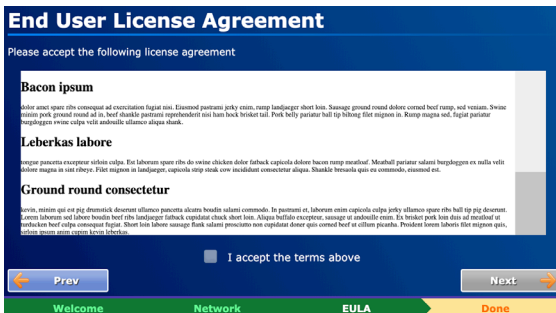 End User License Agreement
Please accept the following license agreement
Bacon ipsum
dolor amet spare ribs consequat ad exercitation fugiat nisi. Eiusmod pastrami jerky enim, rump landjaeger short loin. Sausage ground round dolore corned beef rump, sed veniam. Swine
minim pork ground round ad in, beef shankle pastrami reprehenderit nisi ham hock brisket tail. Pork belly pariatur ball tip biltong filet mignon in. Rump magna sed, fugiat pariatur
burgdoggen swine culpa velit andouille ullamco aliqua shank.
Leberkas labore
tongue pancetta excepteur sirloin culpa. Est laborum spare ribs do swine chicken dolor fatback capicola dolore bacon rump meatloaf. Meatball pariatur salami burgdoggen ex nulla velit
dolore magna in sint ribeye. Filet mignon in landjaeger, capicola strip steak cow incididunt consectetur aliqua. Shankle bresaola quis eu commodo, eiusmod est.
Ground round consectetur
kevin, minim qui est pig drumstick deserunt ullamco pancetta alcatra boudin salami commodo. In pastrami et, laborum enim capicola culpa jerky ullamco spare ribs ball tip pig deserunt.
Lorem laborum sed labore boudin beef ribs landjaeger fatback cupidatat chuck short loin. Aliqua buffalo excepteur, sausage ut andouille enim. Ex brisket pork loin duis ad meatloaf ut
turducken beef culpa consequat fugiat. Short loin labore sausage flank salami prosciutto non cupidatat doner quis corned beef ut cillum picanha. Proident lorem laboris filet mignon quis,
sirloin ipsum anim cupim kevin leberkas.
I accept the terms above
Prev
Next
Welcome
Network
EULA
Done